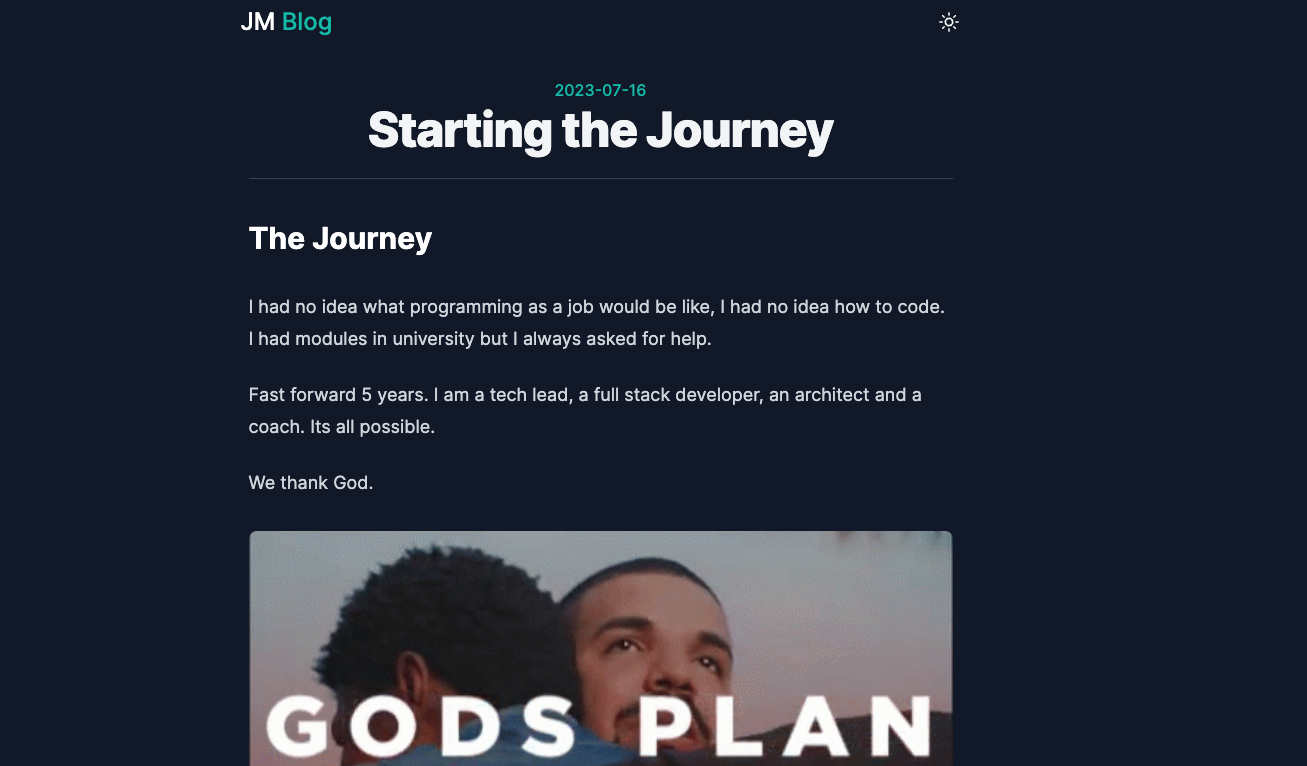 JM Blog
2023-07-16
Starting the Journey
The Journey
I had no idea what programming as a job would be like, I had no idea how to code.
I had modules in university but I always asked for help.
Fast forward 5 years. I am a tech lead, a full stack developer, an architect and a
coach. Its all possible.
We thank God.
GODS PLAN